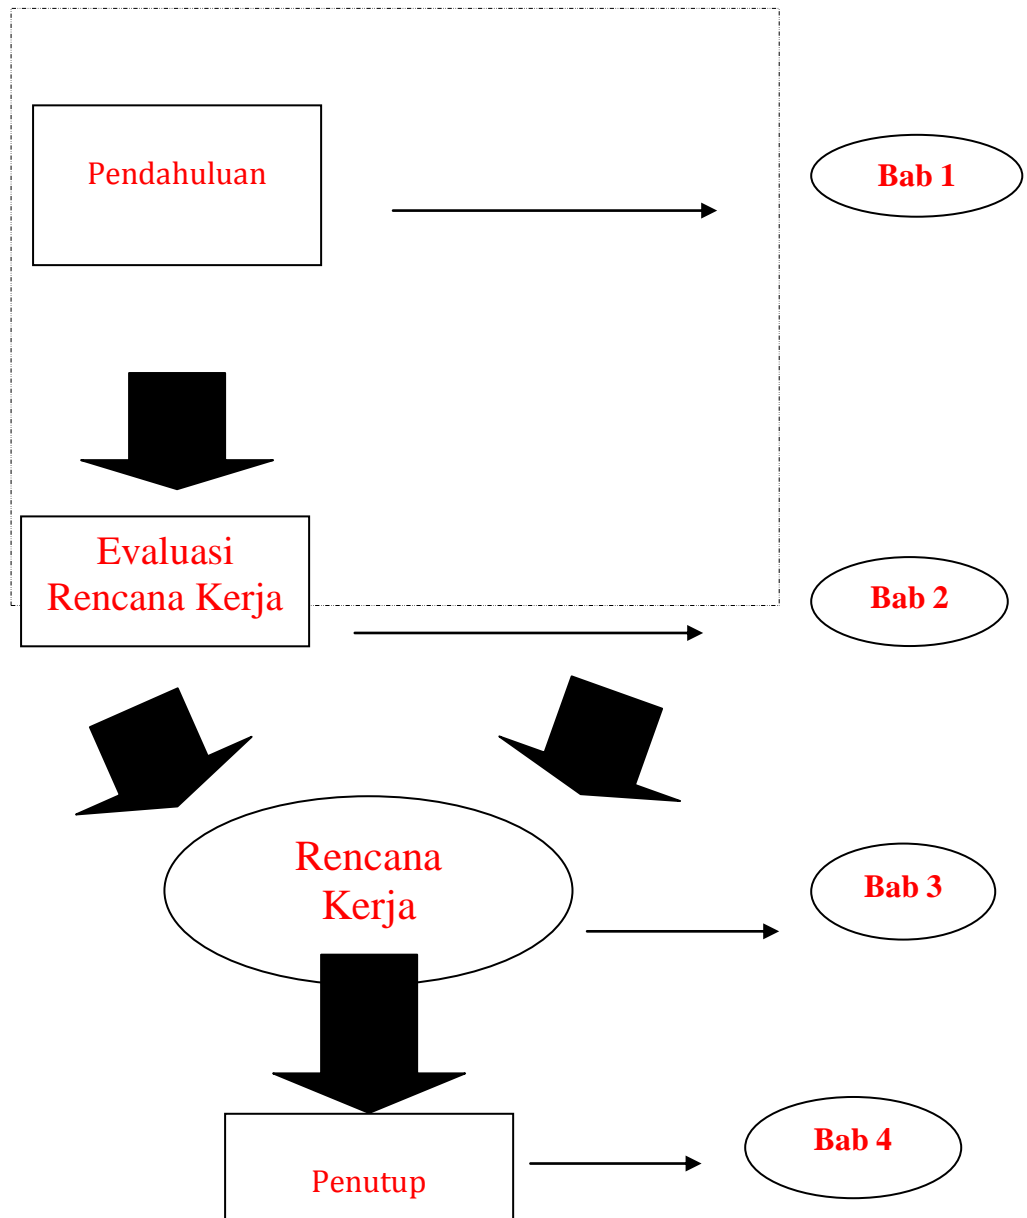 Pendahuluan
Bab 1
Evaluasi
Rencana Kerja
Bab 2
Rencana
Kerja
Bab 3
Penutup
Bab 4